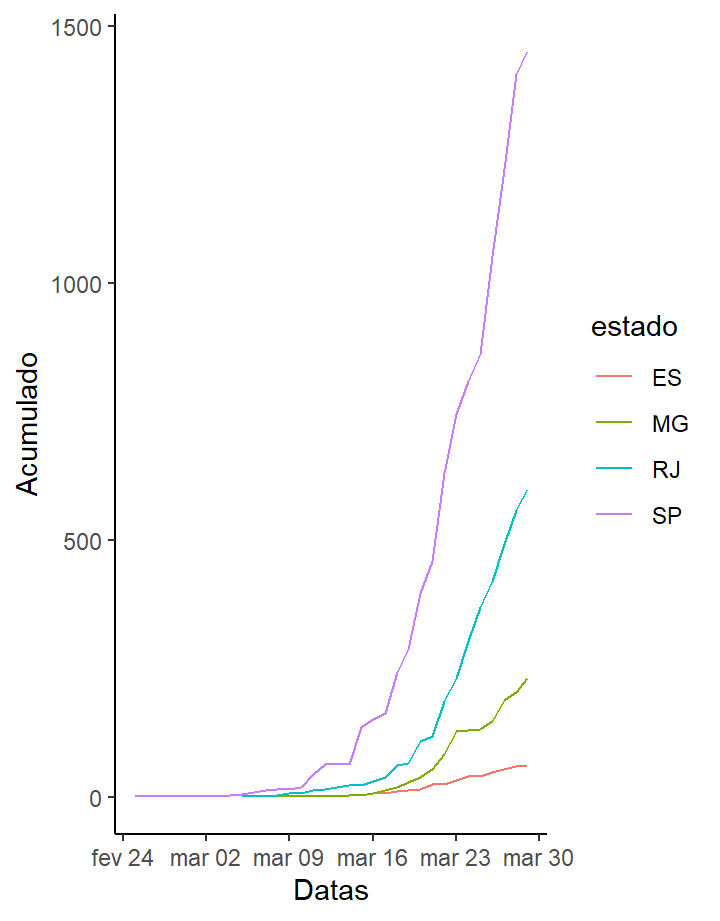 1500
1000
500
0
Acumulado
fev 24 mar 02 mar 09 mar 16 mar 23 mar 30
Datas
estado
ES
MG
RJ
SP